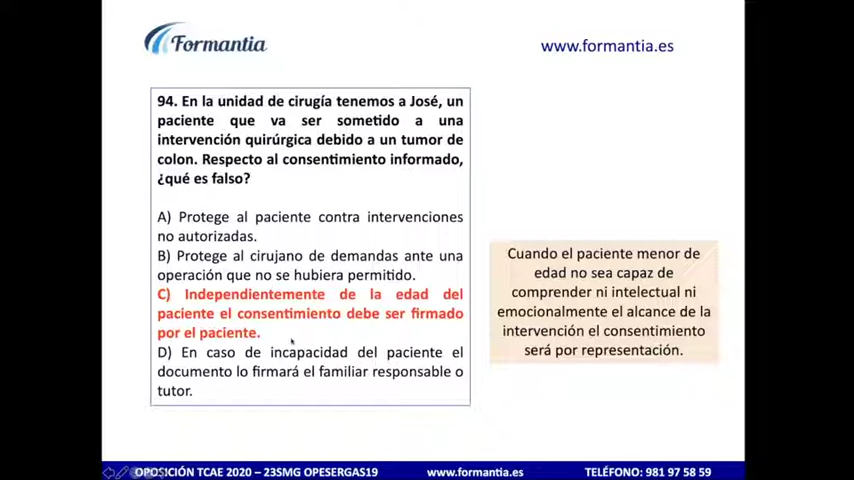 Formantia
www.formantia.es
94. En la unidad de cirugía tenemos a José, un
paciente que va ser sometido a una
intervención quirúrgica debido a un tumor de
colon. Respecto al consentimiento informado,
¿qué es falso?
A) Protege al paciente contra intervenciones
no autorizadas.
B) Protege al cirujano de demandas ante una
operación que no se hubiera permitido.
C) Independientemente de la edad del
paciente el consentimiento debe ser firmado
por el paciente.
D) En caso de incapacidad del paciente el
documento lo firmará el familiar responsable o
tutor.
Cuando el paciente menor de
edad no sea capaz de
comprender ni intelectual ni
emocionalmente el alcance de la
intervención el consentimiento
será por representación.
OPOSICIÓN TCAE 2020 – 23SMG OPESERGAS19 www.formantia.es TELÉFONO: 981 97 58 59